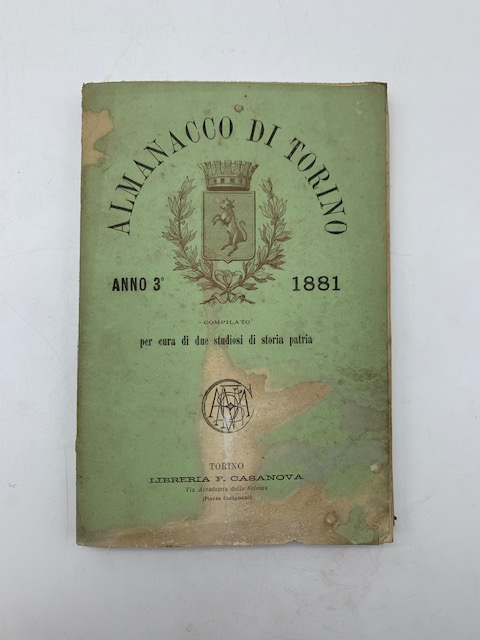 ALMANACCO DI TORINO
ANNO 3° 1881
COMPILATO
per cura di due studiosi di storia patria
TORINO
LIBRERIA F. CASANOVA
Via Accademia delle Scienze
(Piazza Carignano)